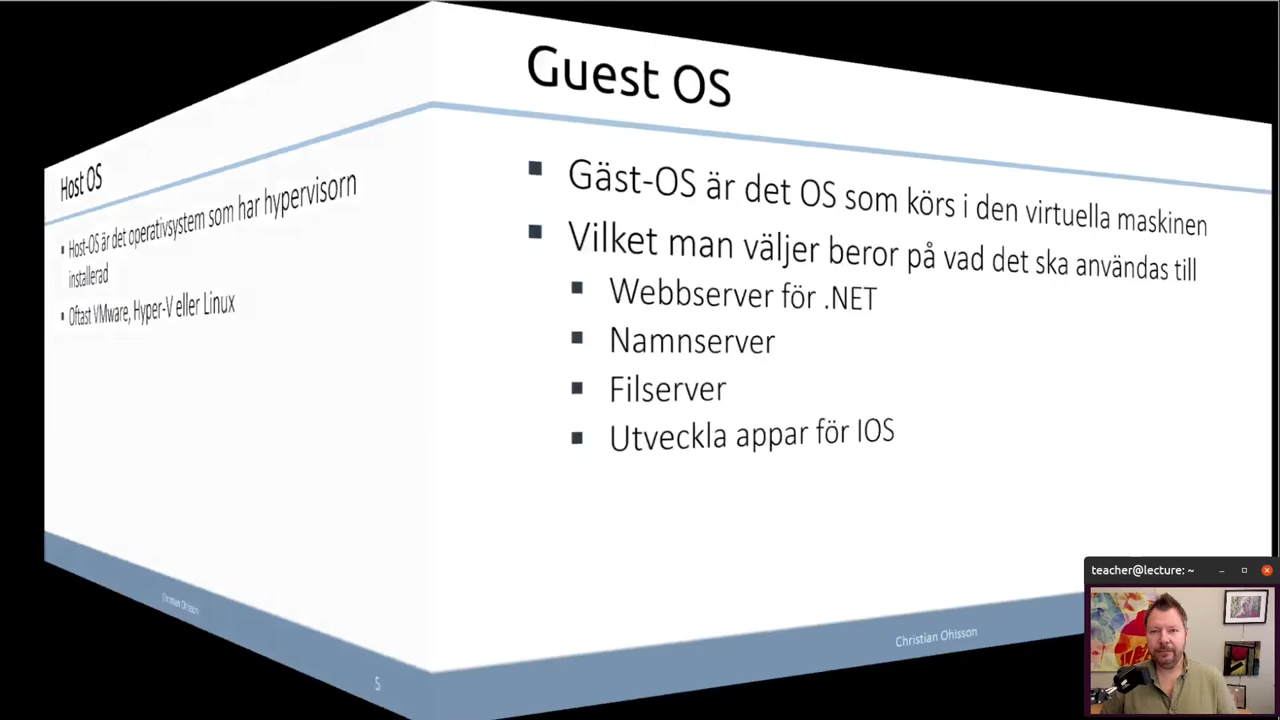 Host OS
Host-OS är det operativsystem som har hypervisorn
installerad
Oftast VMware, Hyper-V eller Linux
Christian Ohlsson
5
Guest OS
Gäst-OS är det OS som körs i den virtuella maskinen
Vilket man väljer beror på vad det ska användas till
Webbserver för .NET
Namnserver
Filserver
Utveckla appar för IOS
Christian Ohlsson
teacher@lecture: ~